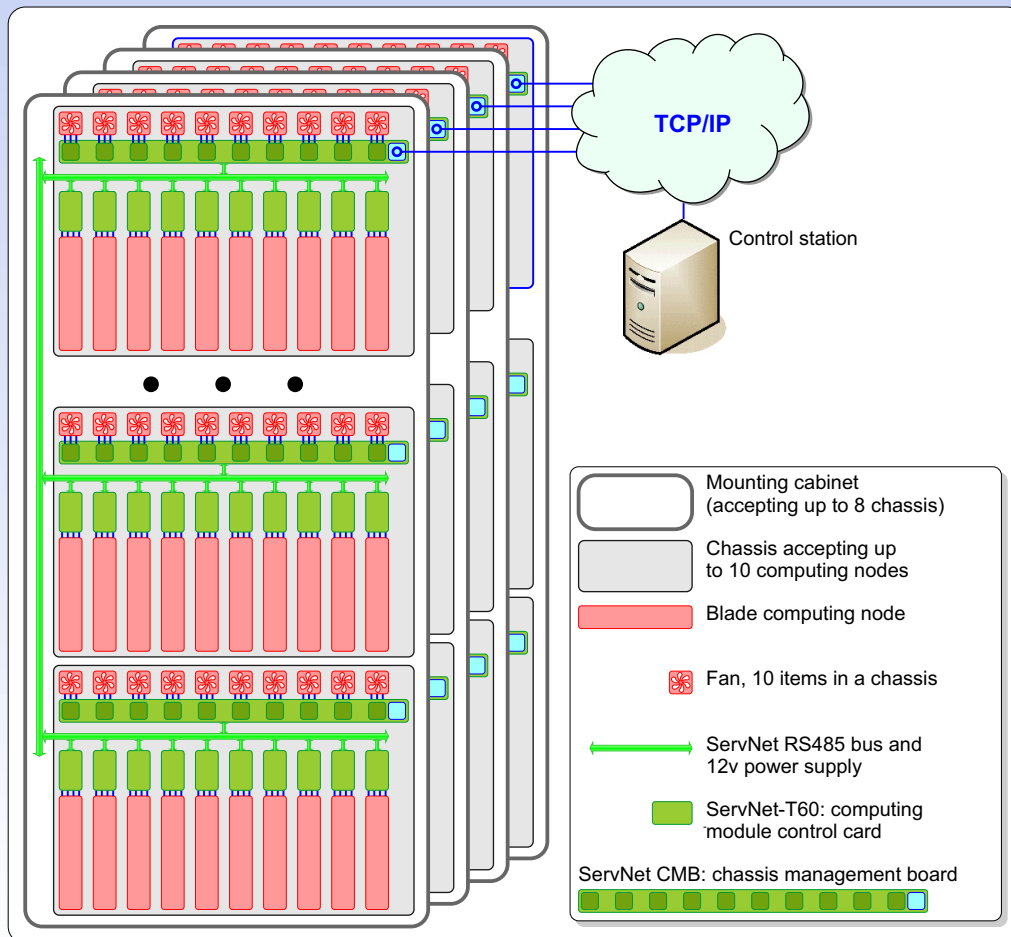 TCP/IP
Control station
Mounting cabinet
(accepting up to 8 chassis)
Chassis accepting up
to 10 computing nodes
Blade computing node
Fan, 10 items in a chassis
ServNet RS485 bus and
12v power supply
ServNet-T60: computing
module control card
ServNet CMB: chassis management board